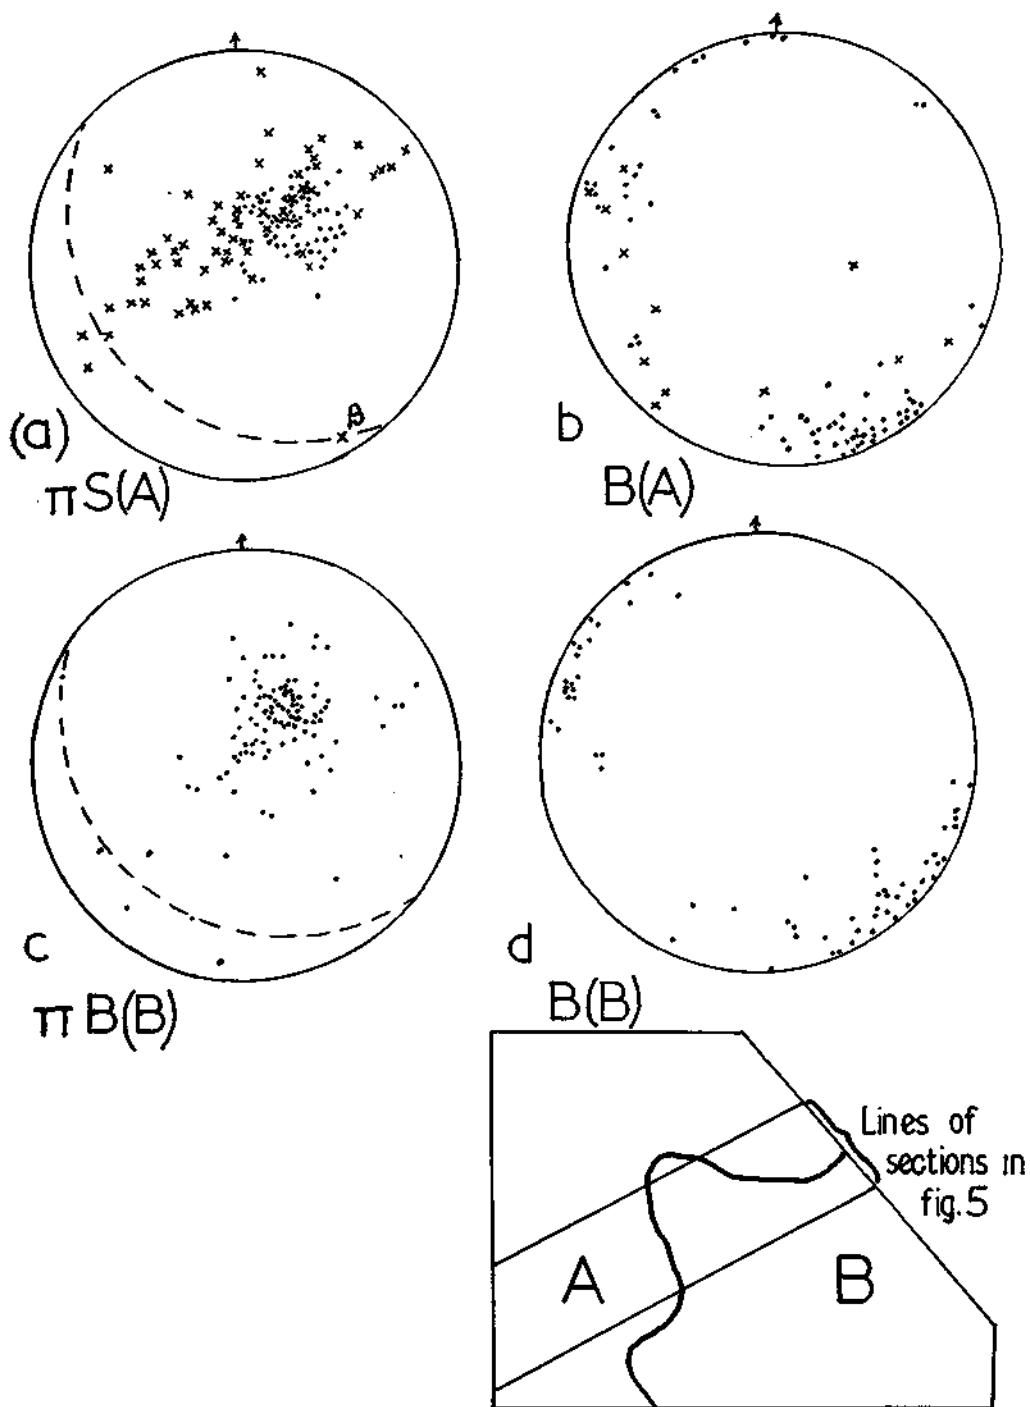 β
(a)
πS(A)
b
B(A)
c
πB(B)
d
B(B)
Lines of
sections in
fig.5
A
B